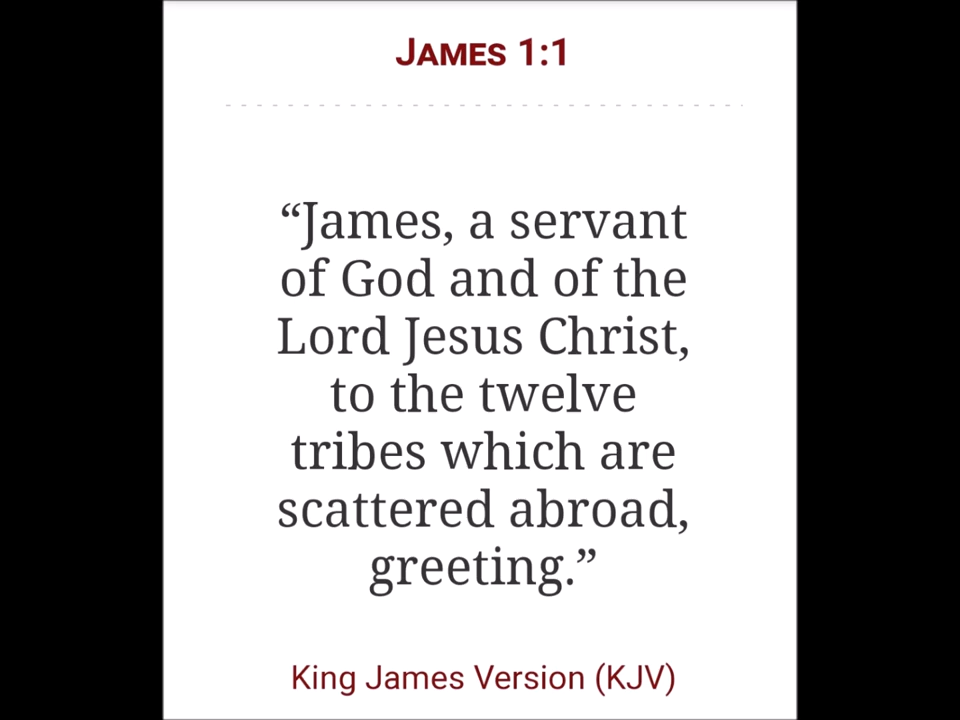 JAMES 1:1
“James, a servant
of God and of the
Lord Jesus Christ,
to the twelve
tribes which are
scattered abroad,
greeting.”
King James Version (KJV)